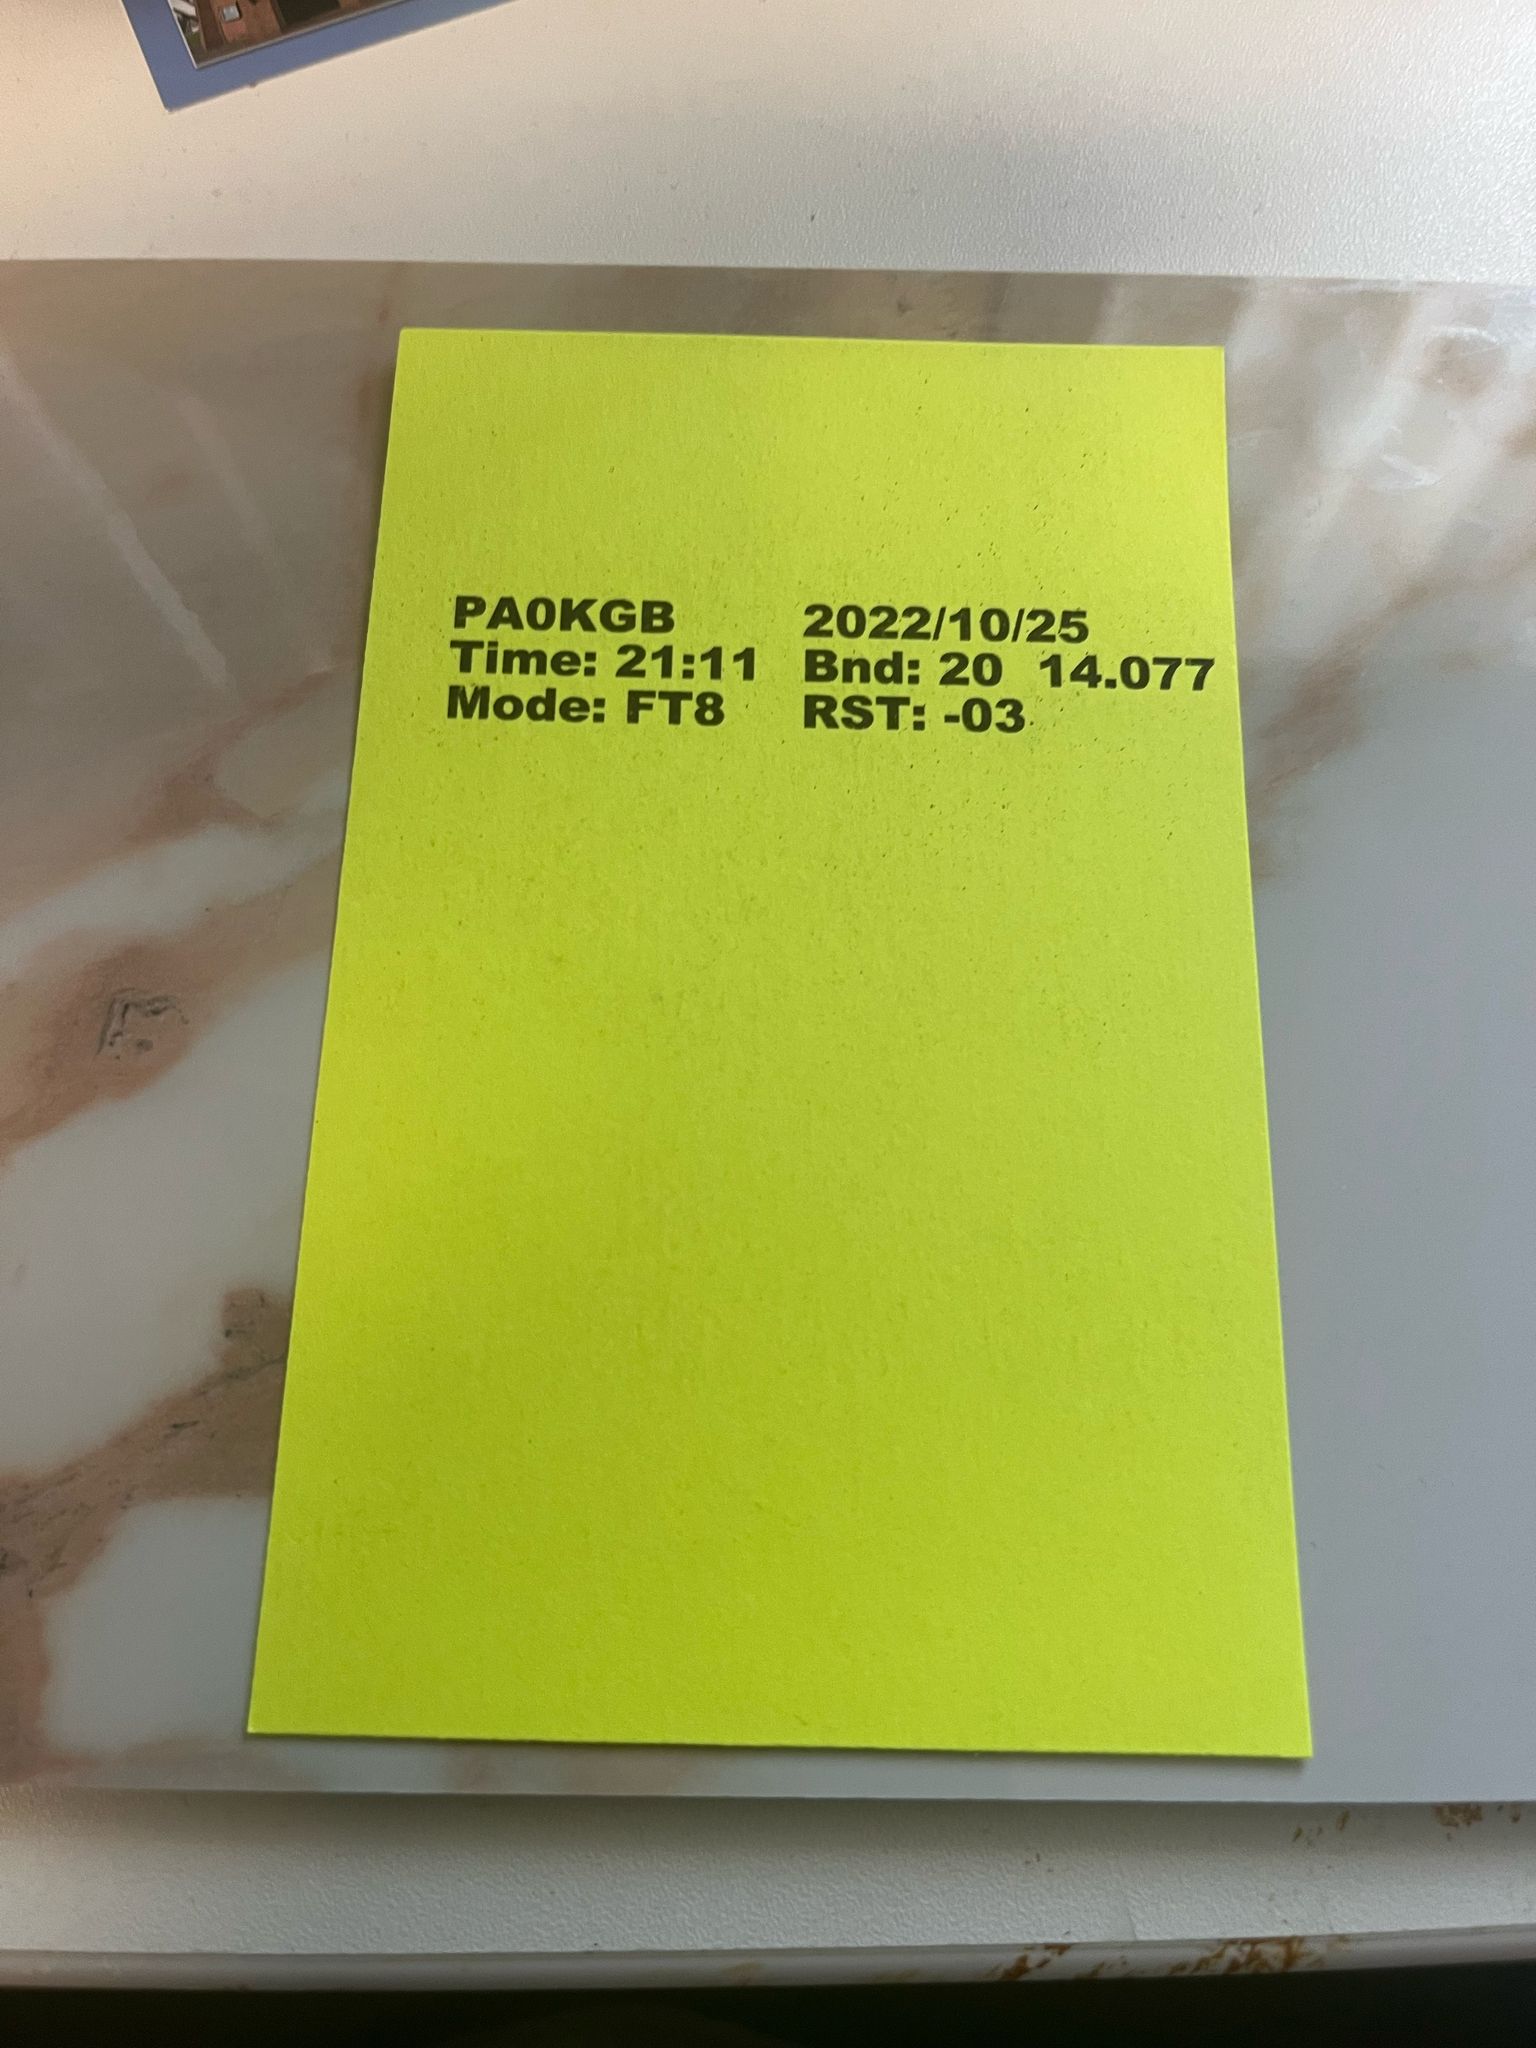 PA0KGB 2022/10/25
Time: 21:11 Bnd: 20 14.077
Mode: FT8 RST: -03